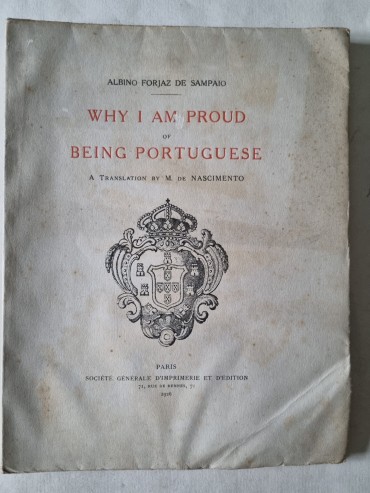 ALBINO FORJAZ DE SAMPAIO
WHY I AM PROUD
OF
BEING PORTUGUESE
A TRANSLATION BY M. DE NASCIMENTO
PARIS
SOCIÉTÉ GÉNÉRALE D'IMPRIMERIE ET D'ÉDITION
71, RUE DE RENNES, 71